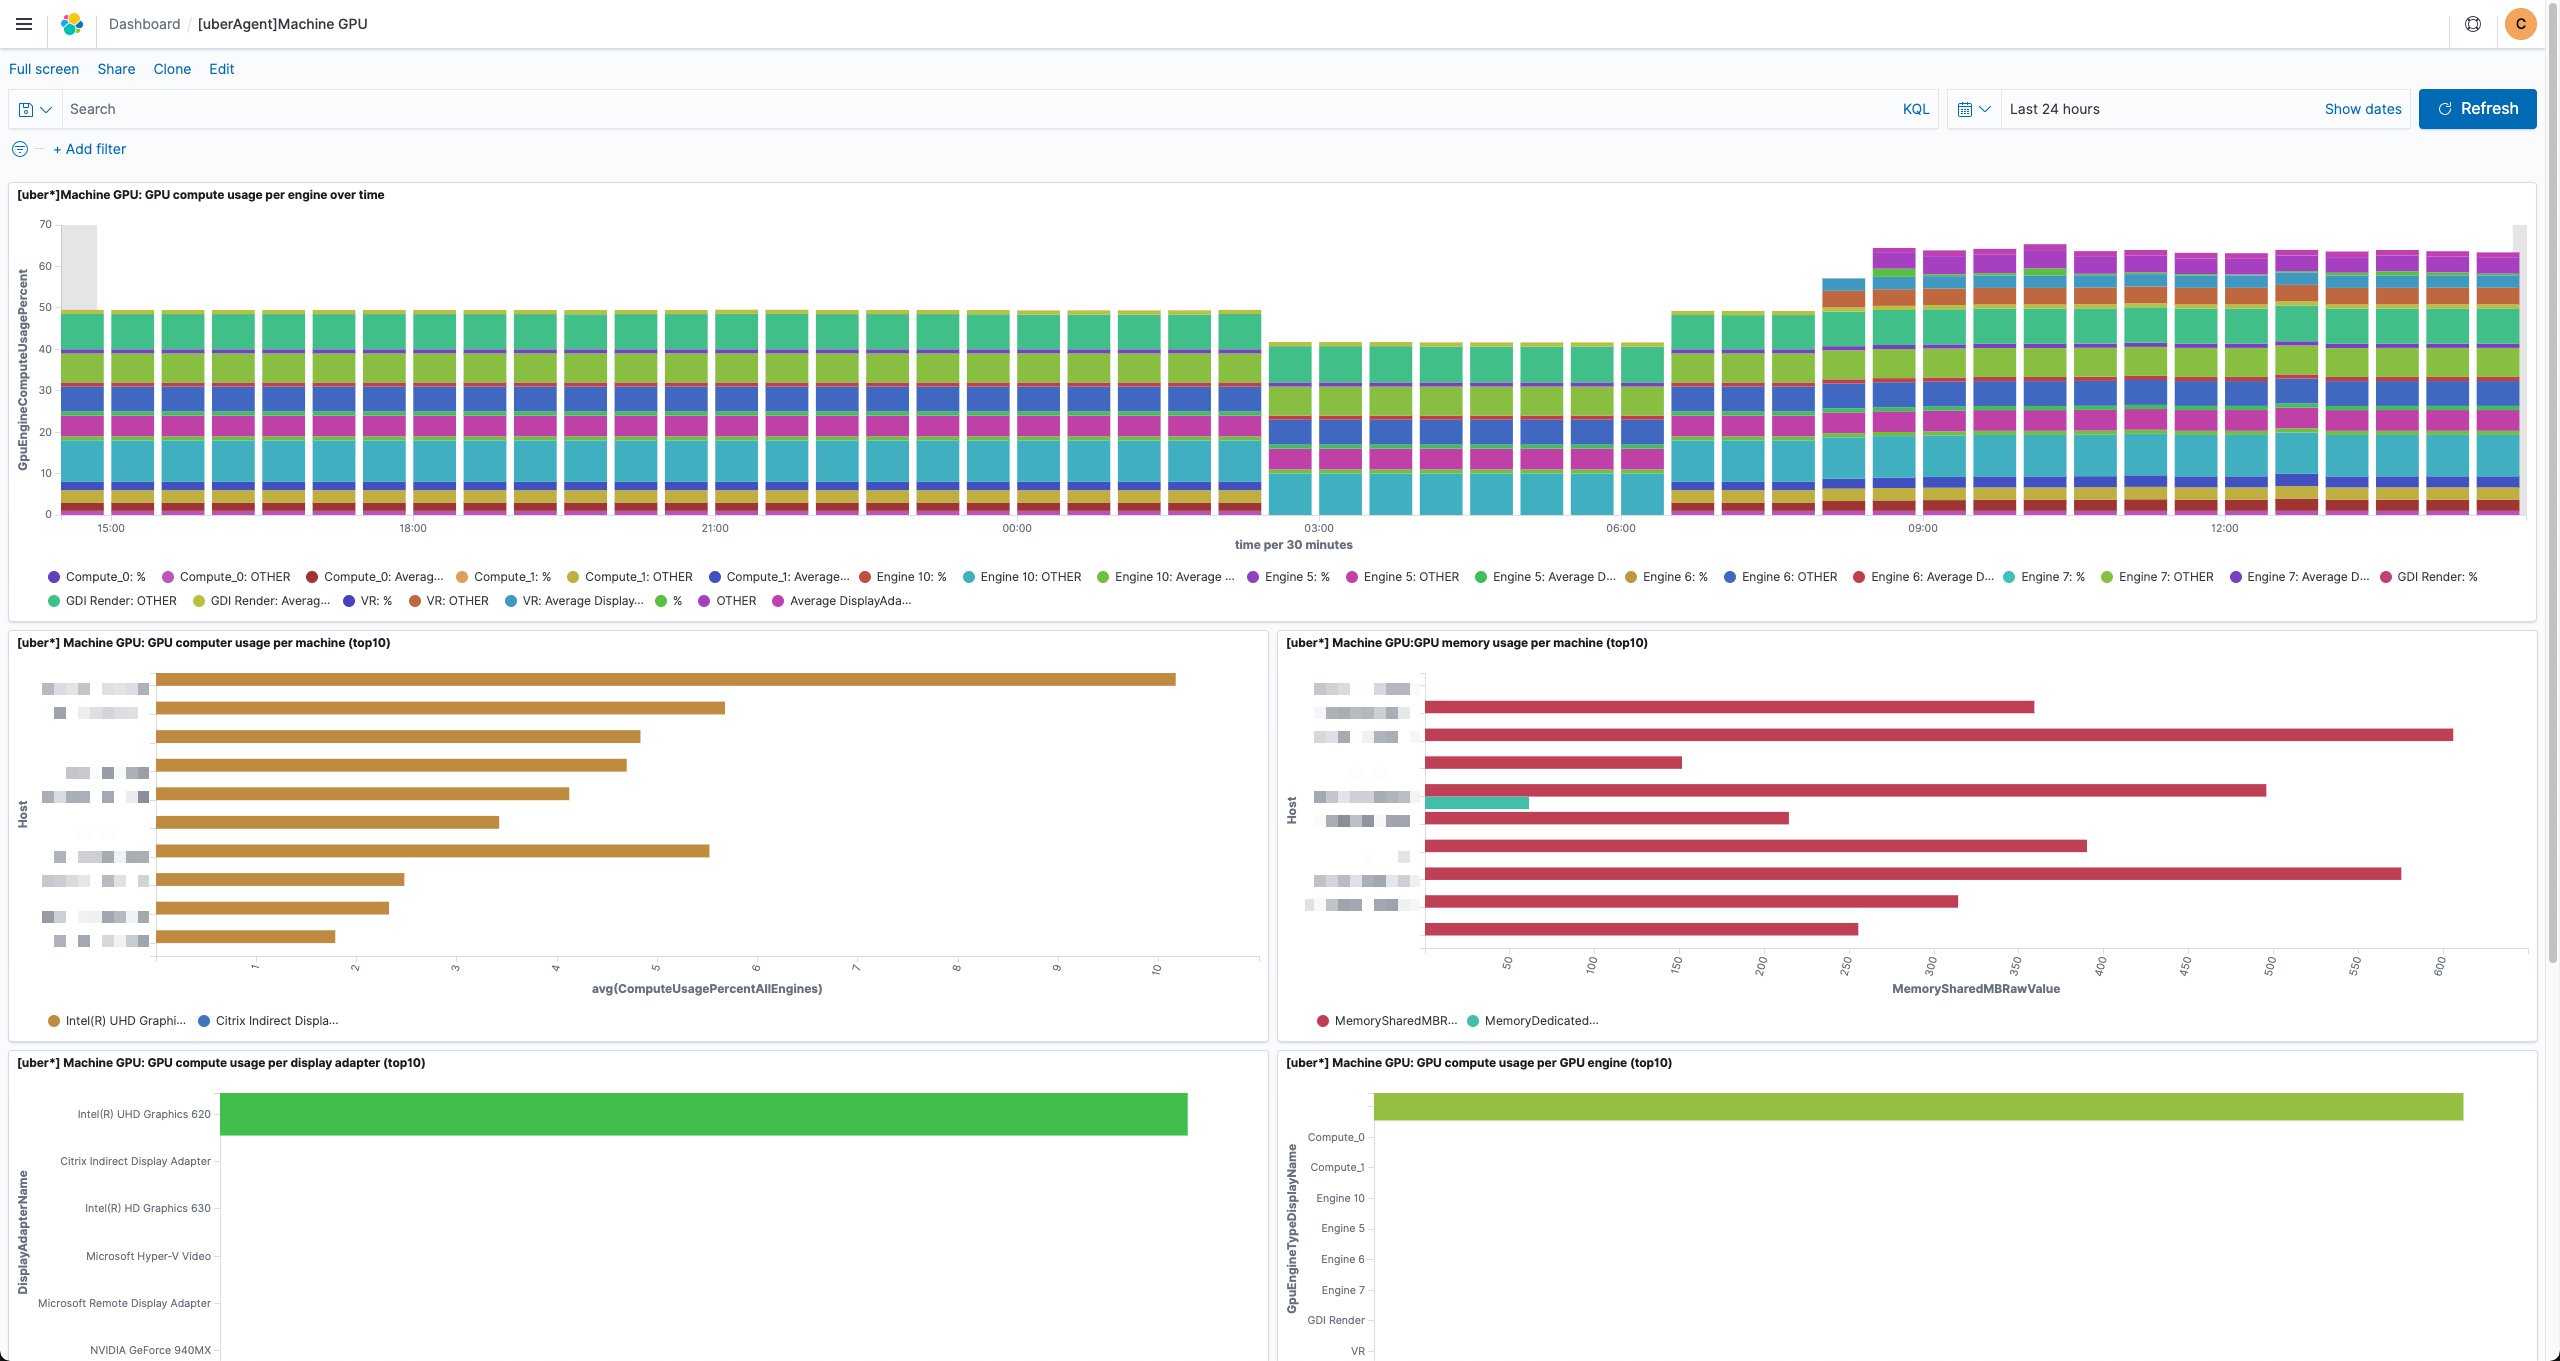 Dashboard / [uberAgent]Machine GPU
C
Full screen Share Clone Edit
Search KQL Last 24 hours Show dates Refresh
+ Add filter
[uber*]Machine GPU: GPU compute usage per engine over time
GpuEngineComputeUsagePercent
70
60
50
40
30
20
10
0
15:00 18:00 21:00 00:00 03:00 06:00 09:00 12:00
time per 30 minutes
Compute_0: % Compute_0: OTHER Compute_0: Averag... Compute_1: % Compute_1: OTHER Compute_1: Average... Engine 10: % Engine 10: OTHER Engine 10: Average ... Engine 5: % Engine 5: OTHER Engine 5: Average D... Engine 6: % Engine 6: OTHER Engine 6: Average D... Engine 7: % Engine 7: OTHER Engine 7: Average D... GDI Render: %
GDI Render: OTHER GDI Render: Averag... VR: % VR: OTHER VR: Average Display... % OTHER Average DisplayAda...
[uber*] Machine GPU: GPU computer usage per machine (top10)
Host
1 2 3 4 5 6 7 8 9 10
avg(ComputeUsagePercentAllEngines)
Intel(R) UHD Graphi... Citrix Indirect Displa...
[uber*] Machine GPU:GPU memory usage per machine (top10)
Host
50 100 150 200 250 300 350 400 450 500 550 600
MemorySharedMBRawValue
MemorySharedMBR... MemoryDedicated...
[uber*] Machine GPU: GPU compute usage per display adapter (top10)
DisplayAdapterName
Intel(R) UHD Graphics 620
Citrix Indirect Display Adapter
Intel(R) HD Graphics 630
Microsoft Hyper-V Video
Microsoft Remote Display Adapter
NVIDIA GeForce 940MX
[uber*] Machine GPU: GPU compute usage per GPU engine (top10)
GpuEngineTypeDisplayName
Compute_0
Compute_1
Engine 10
Engine 5
Engine 6
Engine 7
GDI Render
VR